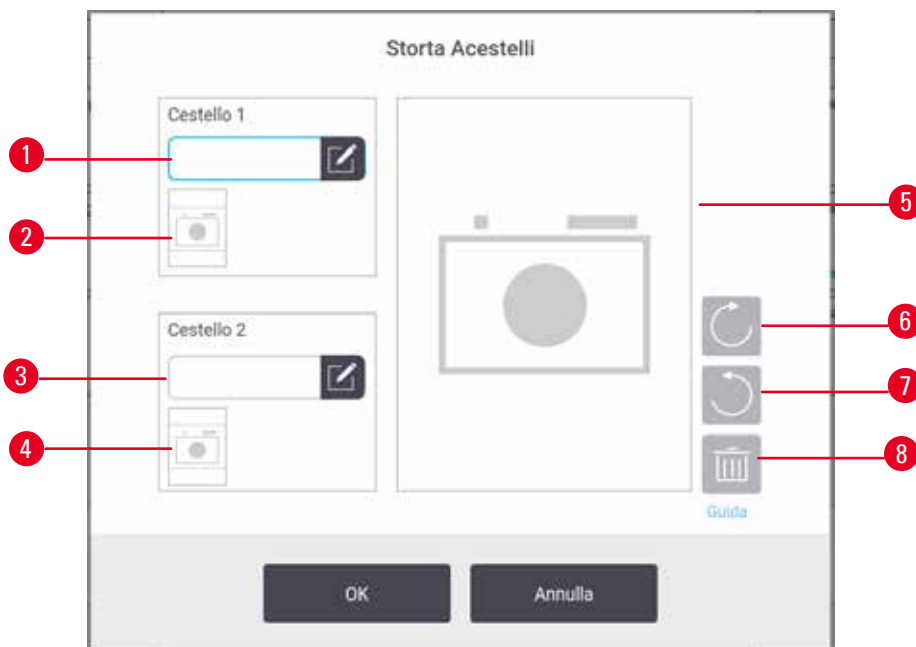 Storta Acestelli
Cestello 1
1
2
5
6
Cestello 2
3
7
4
8
Guida
OK
Annulla